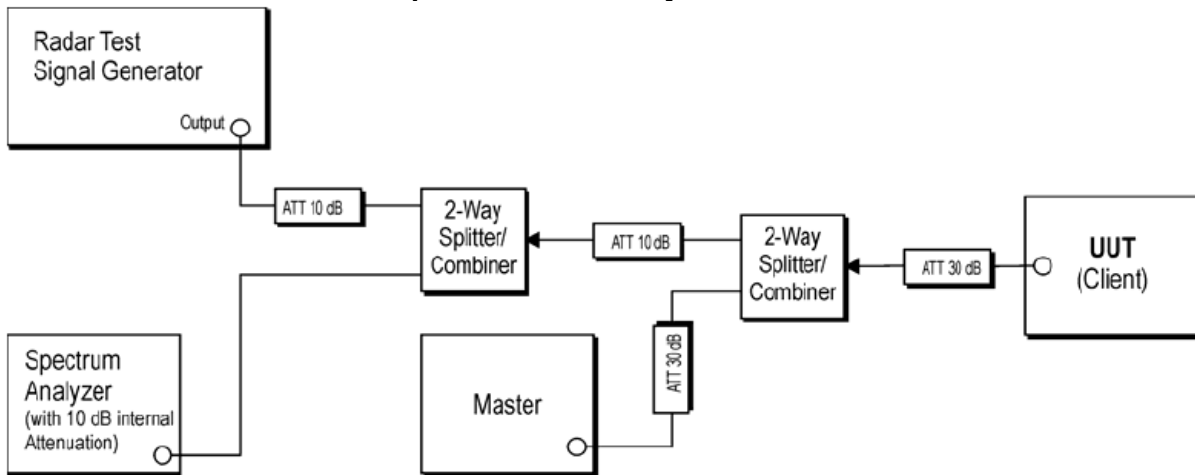 Radar Test
Signal Generator
Output
ATT 10 dB
2-Way
Splitter/
Combiner
ATT 10 dB
2-Way
Splitter/
Combiner
ATT 30 dB
UUT
(Client)
Spectrum
Analyzer
(with 10 dB internal
Attenuation)
Master
ATT 30 dB